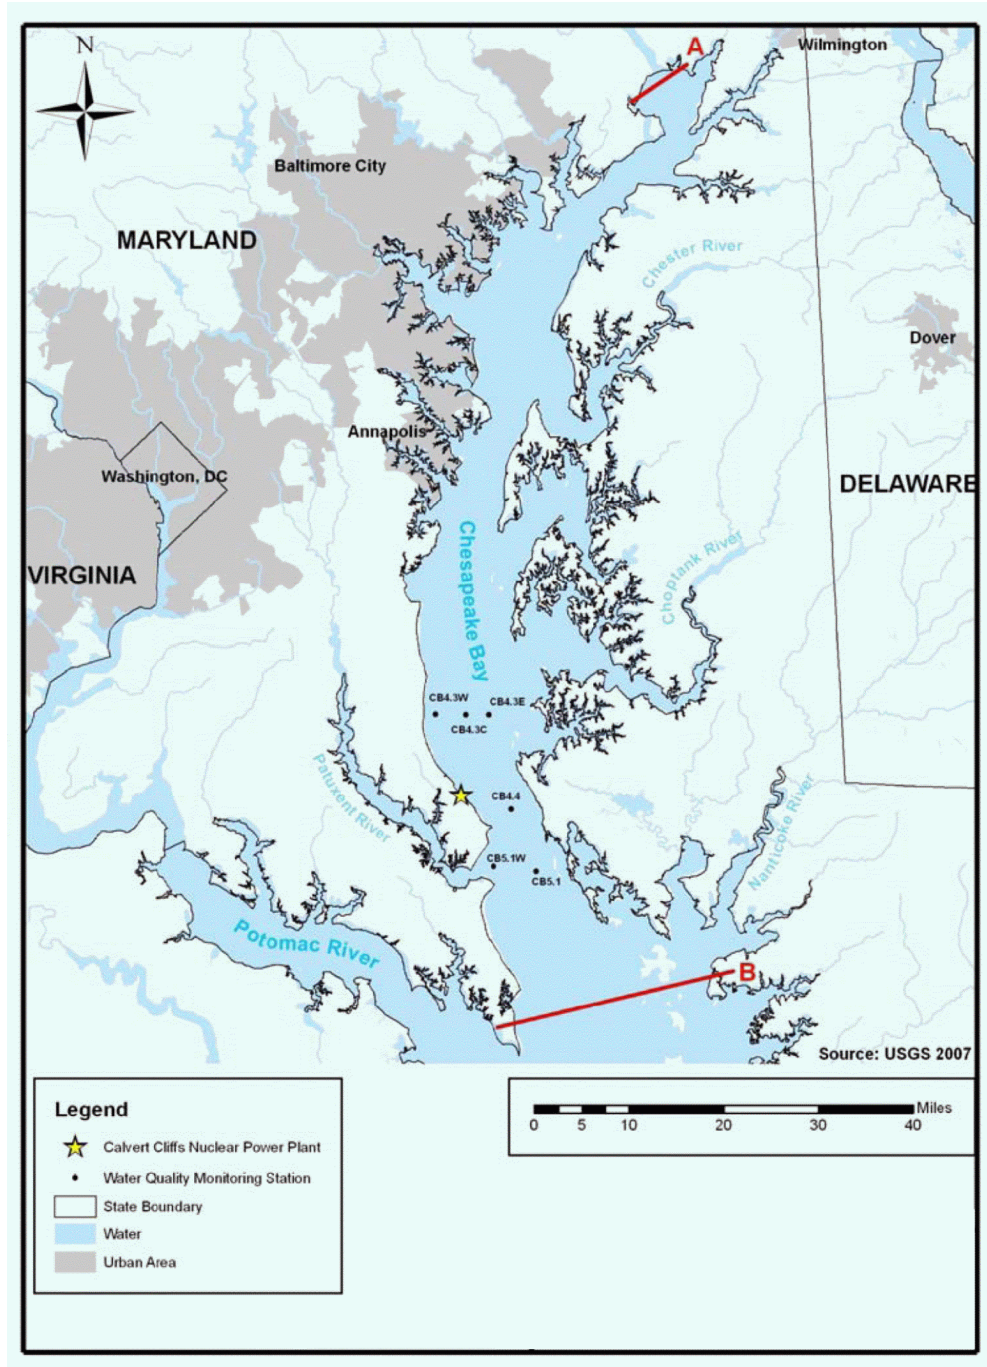 N
A
Wilmington
Baltimore City
MARYLAND
Chester River
Dover
Annapolis
Washington, DC
DELAWARE
VIRGINIA
Chesapeake Bay
Choptank River
CB4.3W
CB4.3E
CB4.3C
Patuxent River
CB4.4
Nanticoke River
CB5.1W
CB5.1
Potomac River
B
Source: USGS 2007
Legend
Calvert Cliffs Nuclear Power Plant
Water Quality Monitoring Station
State Boundary
Water
Urban Area
Miles
0 5 10 20 30 40